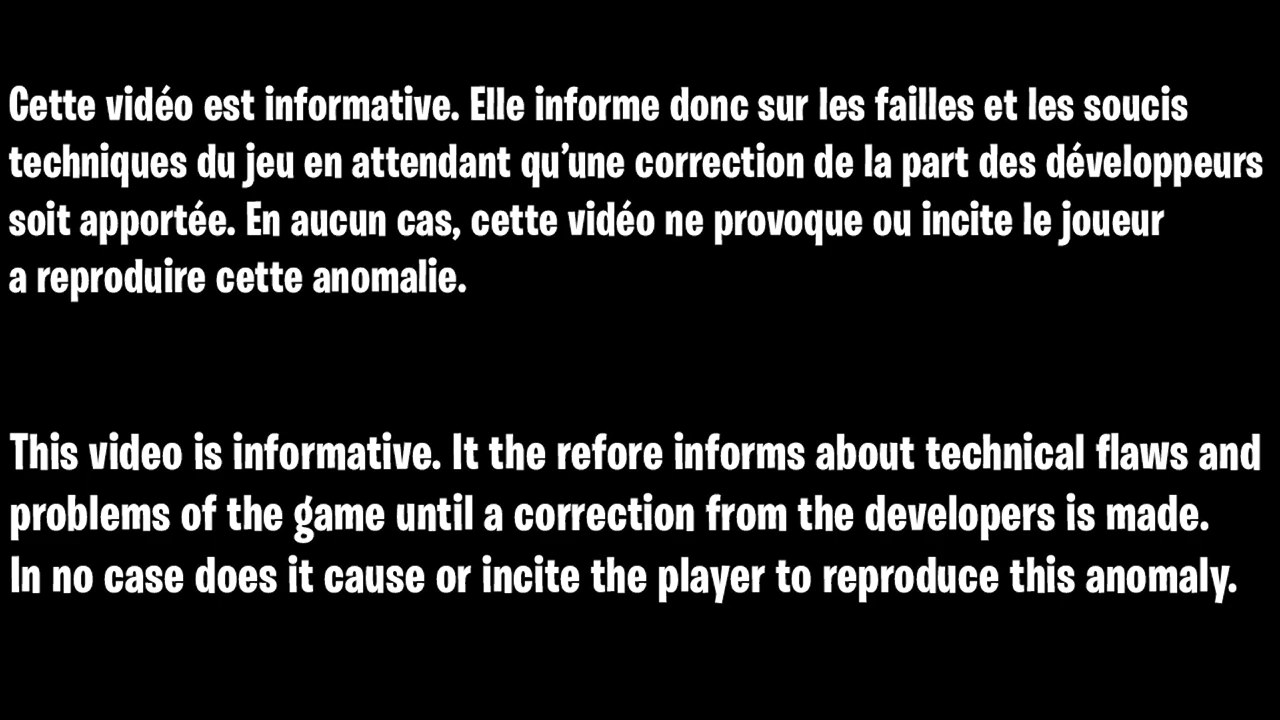 Cette vidéo est informative. Elle informe donc sur les failles et les soucis
techniques du jeu en attendant qu’une correction de la part des développeurs
soit apportée. En aucun cas, cette vidéo ne provoque ou incite le joueur
a reproduire cette anomalie.
This video is informative. It the refore informs about technical flaws and
problems of the game until a correction from the developers is made.
In no case does it cause or incite the player to reproduce this anomaly.